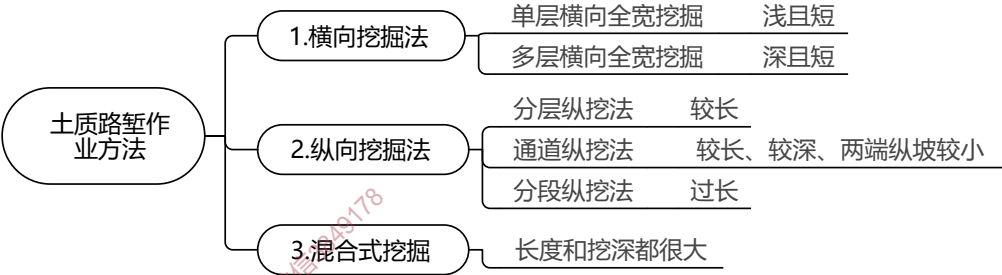 土质路堑作
业方法
1.横向挖掘法
单层横向全宽挖掘 浅且短
多层横向全宽挖掘 深且短
2.纵向挖掘法
分层纵挖法 较长
通道纵挖法 较长、较深、两端纵坡较小
分段纵挖法 过长
3.混合式挖掘
长度和挖深都很大